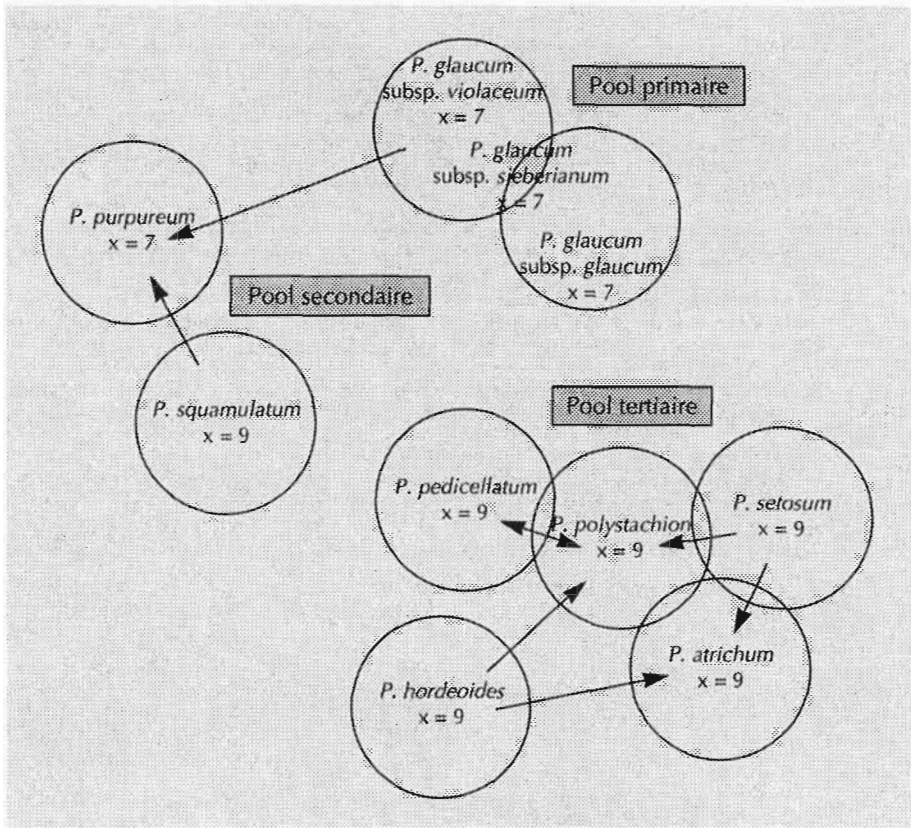 P. glaucum
subsp. violaceum
x = 7
Pool primaire
P. glaucum
subsp. sieberianum
x = 7
P. purpureum
x = 7
P. glaucum
subsp. glaucum
x = 7
Pool secondaire
P. squamulatum
x = 9
Pool tertiaire
P. pedicellatum
x = 9
P. polystachion
x = 9
P. setosum
x = 9
P. hordeoides
x = 9
P. atrichum
x = 9